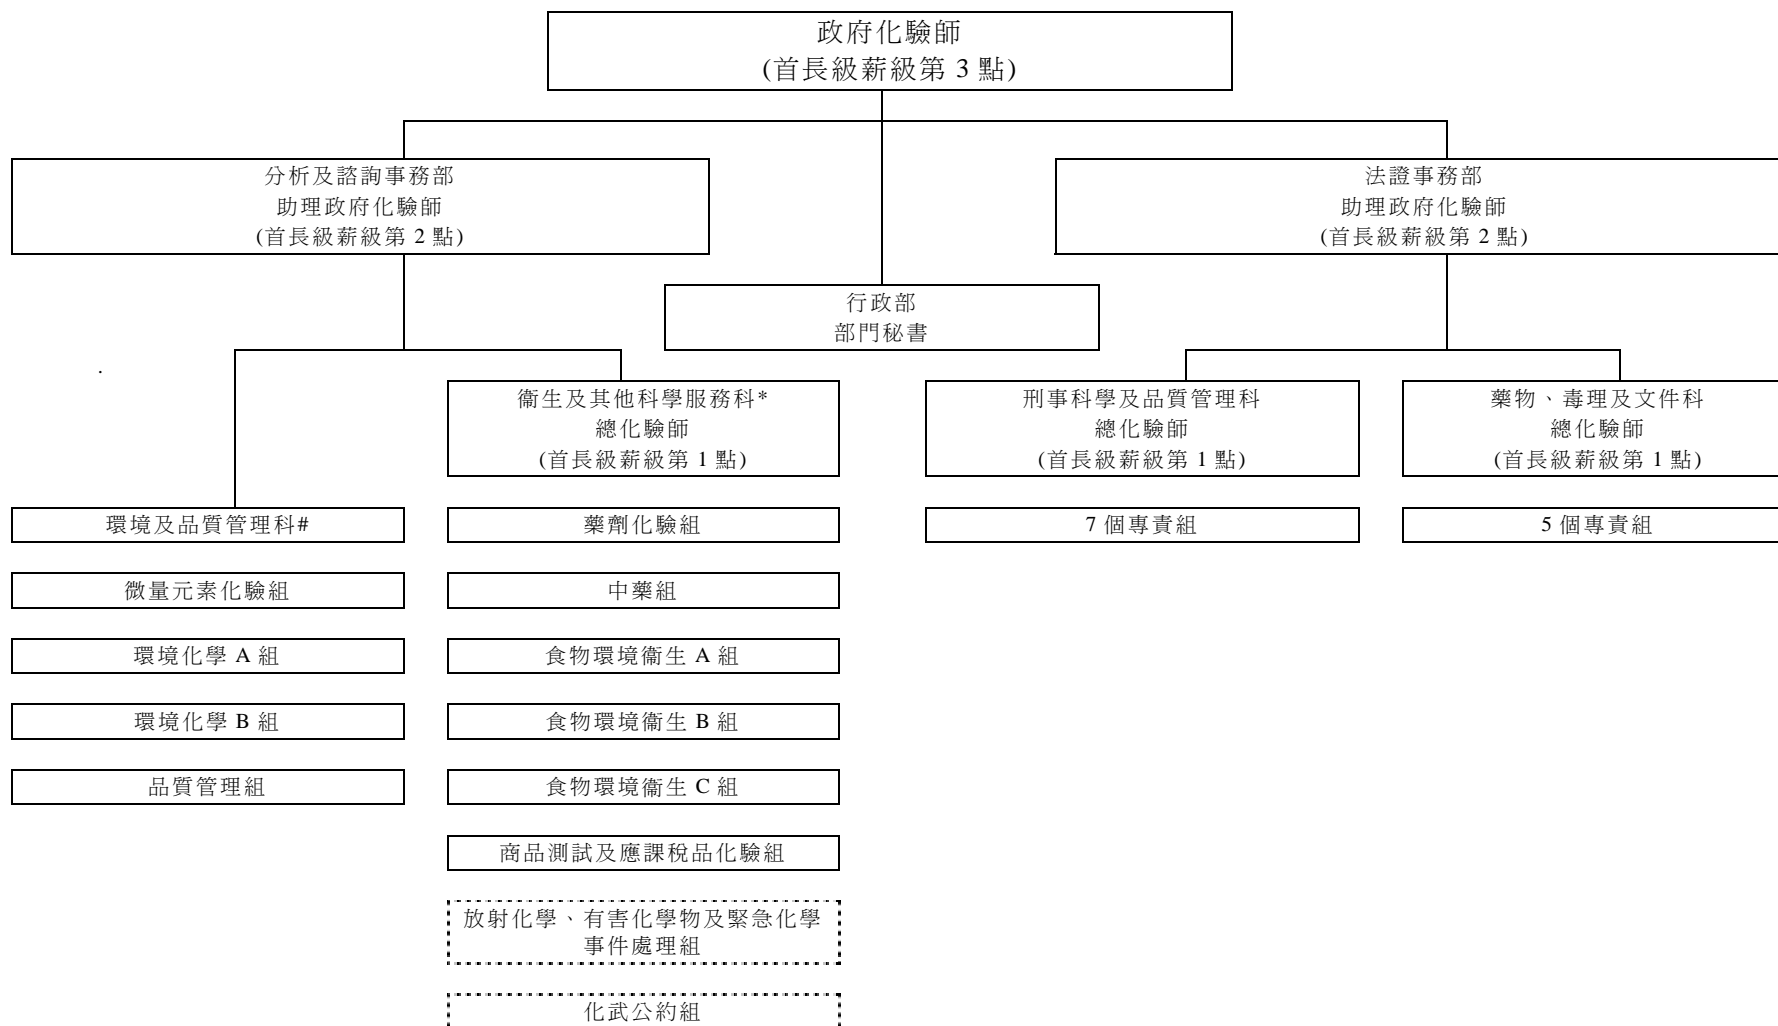 政府化驗師
(首長級薪級第 3 點)
分析及諮詢事務部
助理政府化驗師
(首長級薪級第 2 點)
法證事務部
助理政府化驗師
(首長級薪級第 2 點)
行政部
部門秘書
.
衞生及其他科學服務科*
總化驗師
(首長級薪級第 1 點)
刑事科學及品質管理科
總化驗師
(首長級薪級第 1 點)
藥物、毒理及文件科
總化驗師
(首長級薪級第 1 點)
環境及品質管理科#
微量元素化驗組
環境化學 A 組
環境化學 B 組
品質管理組
藥劑化驗組
中藥組
食物環境衞生 A 組
食物環境衞生 B 組
食物環境衞生 C 組
商品測試及應課稅品化驗組
放射化學、有害化學物及緊急化學
事件處理組
化武公約組
7 個專責組
5 個專責組